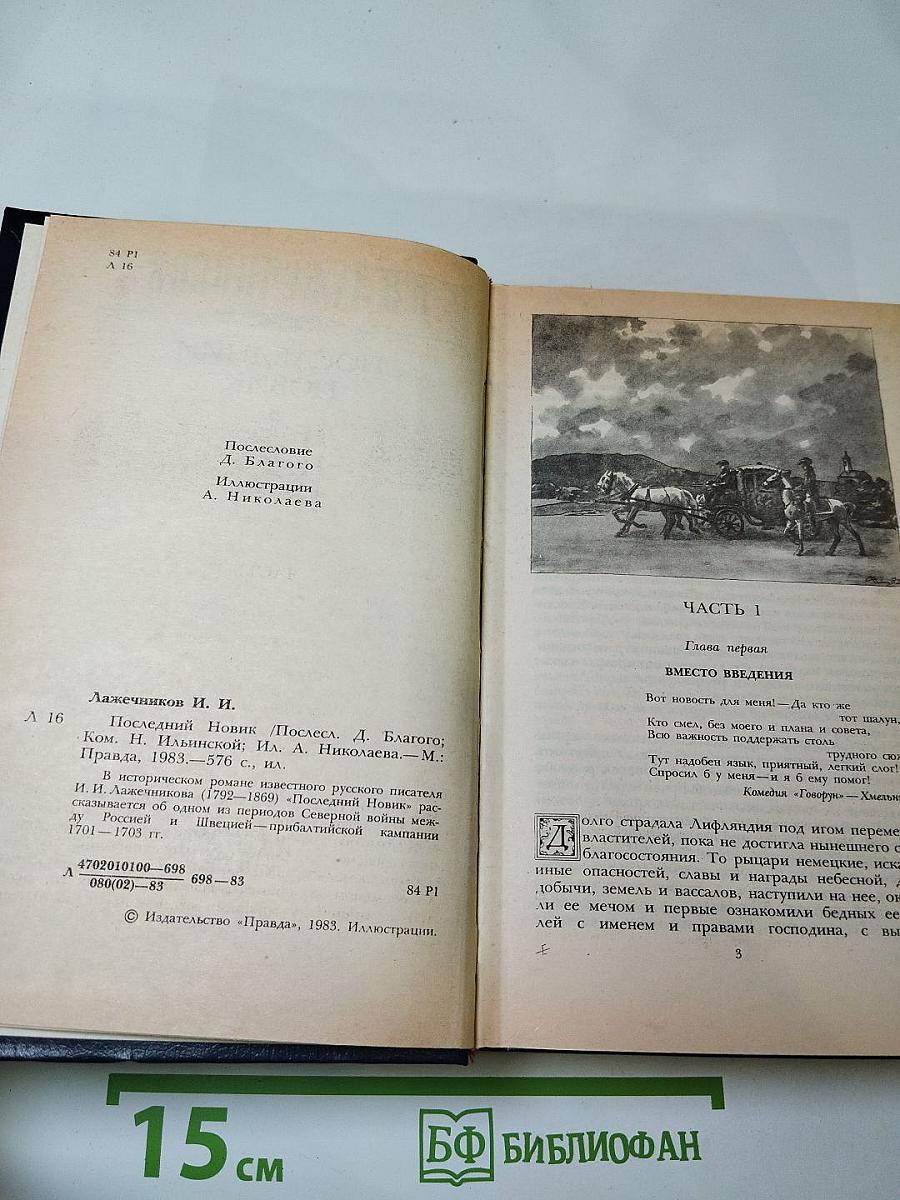 84 Р1
Л 16
Послесловие
Д. Благого
Иллюстрации
А. Николаева
Лажечников И. И.
Л 16
Последний Новик /Послесл. Д. Благого;
Ком. Н. Ильинской; Ил. А. Николаева.—М.:
Правда, 1983.—576 с., ил.
В историческом романе известного русского писателя
И. И. Лажечникова (1792—1869) «Последний Новик» рас-
сказывается об одном из периодов Северной войны меж-
ду Россией и Швецией—прибалтийской кампании
1701—1703 гг.
Л 4702010100—698
080(02)—83
698—83
84 Р1
© Издательство «Правда», 1983. Иллюстрации.
ЧАСТЬ 1
Глава первая
ВМЕСТО ВВЕДЕНИЯ
Вот новость для меня!—Да кто же
тот шалун,
Кто смел, без моего и плана и совета,
Всю важность поддержать столь
трудного
Тут надобен язык, приятный, легкий слог!
Спросил б у меня—и я б ему помог!
Комедия «Говорун»—
Долго страдала Лифляндия под игом
властителей, пока не достигла нынешнего
благосостояния. То рыцари немецкие,
иные опасностей, славы и награды небесной,
добычи, земель и вассалов, наступили на нее,
ли ее мечом и первые ознакомили бедных
лей с именем и правами господина, с
3
15 см
БФ БИБЛИОФАН